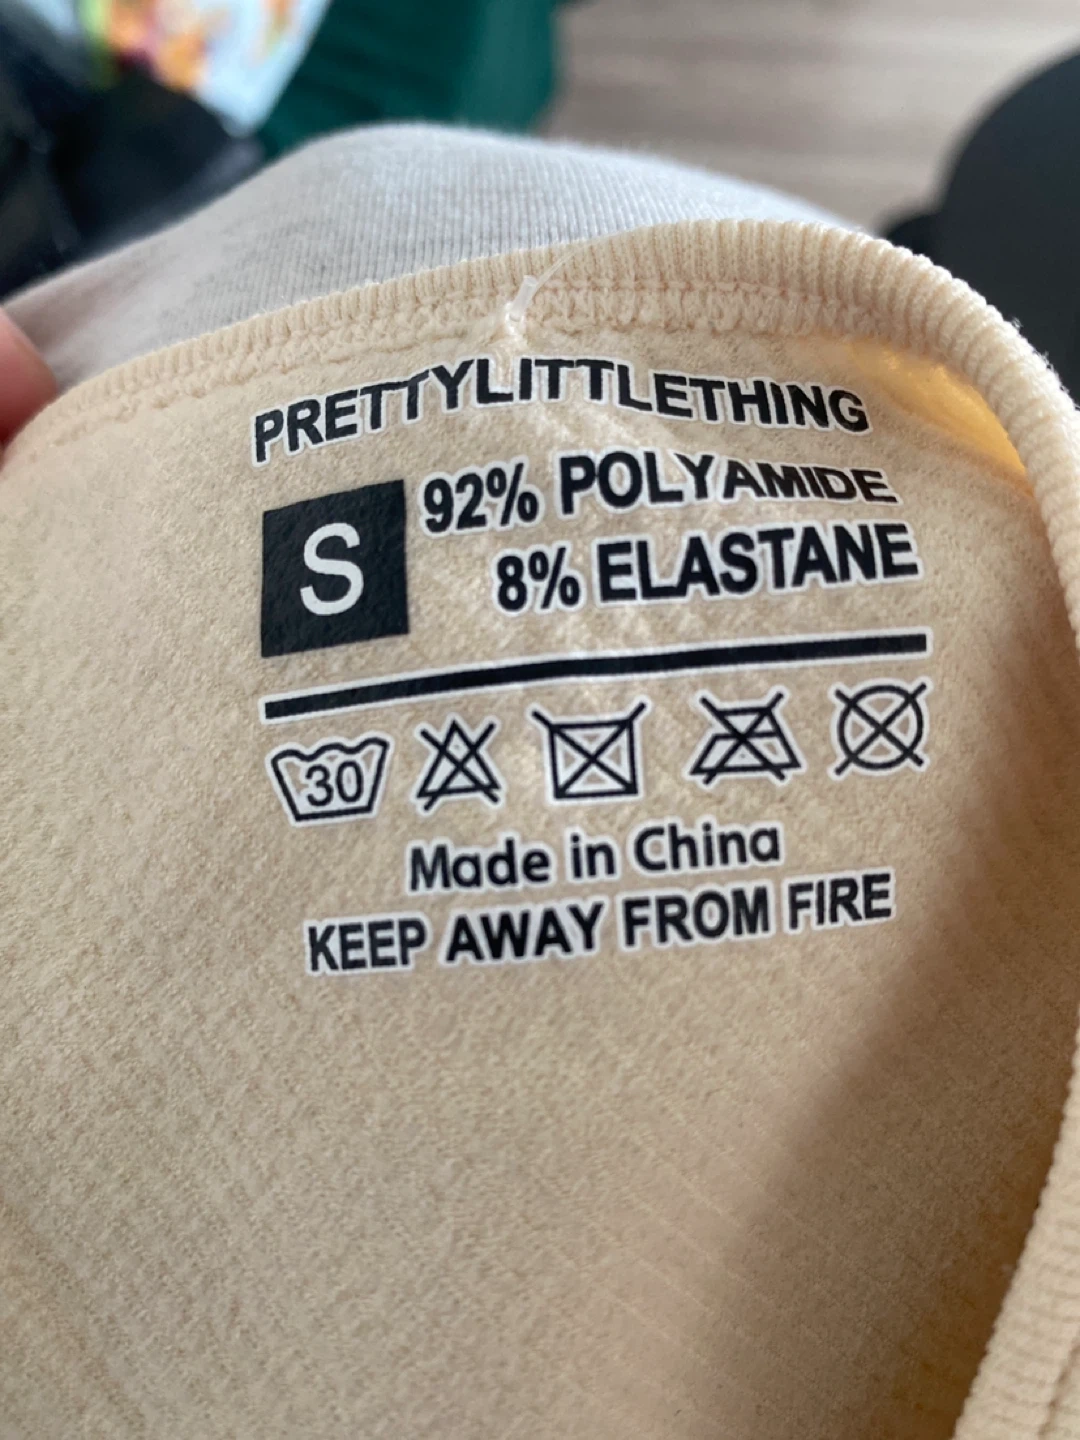 PRETTYLITTLETHING
S
92% POLYAMIDE
8% ELASTANE
30
Made in China
KEEP AWAY FROM FIRE